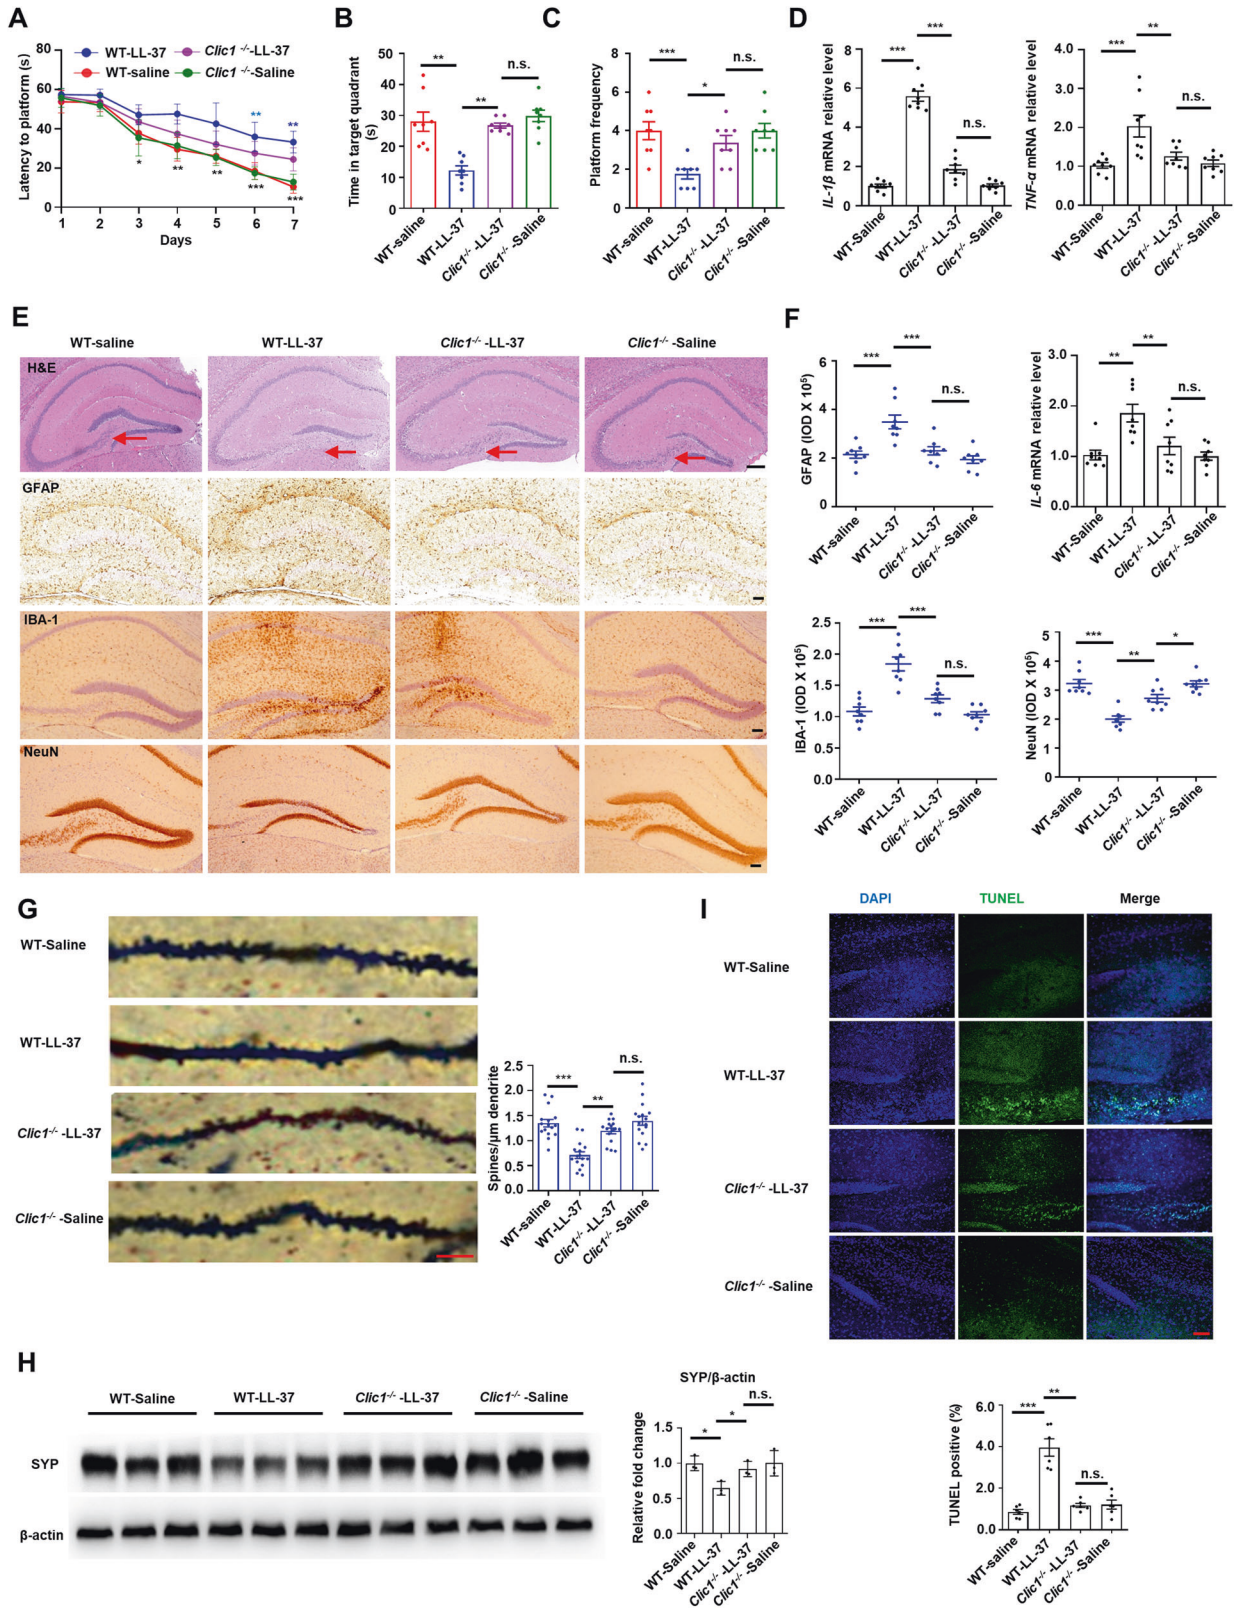 A
Latency to platform (s)
80
60
40
20
0
1 2 3 4 5 6 7
Days
WT-LL-37
WT-saline
Clic1 -/--LL-37
Clic1 -/--Saline
**
**
*
**
**
***
***
B
Time in target quadrant
(s)
50
40
30
20
10
0
**
**
n.s.
WT-saline
WT-LL-37
Clic1-/- -LL-37
Clic1-/- -Saline
C
Platform frequency
8
6
4
2
0
***
*
n.s.
WT-saline
WT-LL-37
Clic1-/- -LL-37
Clic1-/- -Saline
D
IL-1β mRNA relative level
8
6
4
2
0
***
***
n.s.
WT-Saline
WT-LL-37
Clic1-/- -LL-37
Clic1-/- -Saline
TNF-α mRNA relative level
4.0
3.0
2.0
1.0
0.0
***
**
n.s.
WT-Saline
WT-LL-37
Clic1-/- -LL-37
Clic1-/- -Saline
E
WT-saline
WT-LL-37
Clic1-/- -LL-37
Clic1-/- -Saline
H&E
GFAP
IBA-1
NeuN
F
GFAP (IOD X 10⁵)
6
4
2
0
***
***
n.s.
WT-saline
WT-LL-37
Clic1-/- -LL-37
Clic1-/- -Saline
IL-6 mRNA relative level
3.0
2.0
1.0
0.0
**
**
n.s.
WT-Saline
WT-LL-37
Clic1-/- -LL-37
Clic1-/- -Saline
IBA-1 (IOD X 10⁵)
2.5
2.0
1.5
1.0
0.5
0.0
***
***
n.s.
WT-saline
WT-LL-37
Clic1-/- -LL-37
Clic1-/- -Saline
NeuN (IOD X 10⁵)
5
4
3
2
1
0
***
**
*
WT-saline
WT-LL-37
Clic1-/- -LL-37
Clic1-/- -Saline
G
WT-Saline
WT-LL-37
Clic1-/- -LL-37
Clic1-/- -Saline
Spines/μm dendrite
2.5
2.0
1.5
1.0
0.5
0.0
***
**
n.s.
WT-saline
WT-LL-37
Clic1-/- -LL-37
Clic1-/- -Saline
I
DAPI TUNEL Merge
WT-Saline
WT-LL-37
Clic1-/- -LL-37
Clic1-/- -Saline
H
WT-Saline WT-LL-37 Clic1-/- -LL-37 Clic1-/- -Saline
SYP
β-actin
SYP/β-actin
Relative fold change
1.5
1.0
0.5
0.0
*
*
n.s.
WT-Saline
WT-LL-37
Clic1-/- -LL-37
Clic1-/- -Saline
TUNEL positive (%)
6.0
4.0
2.0
0.0
***
**
n.s.
WT-Saline
WT-LL-37
Clic1-/- -LL-37
Clic1-/- -Saline